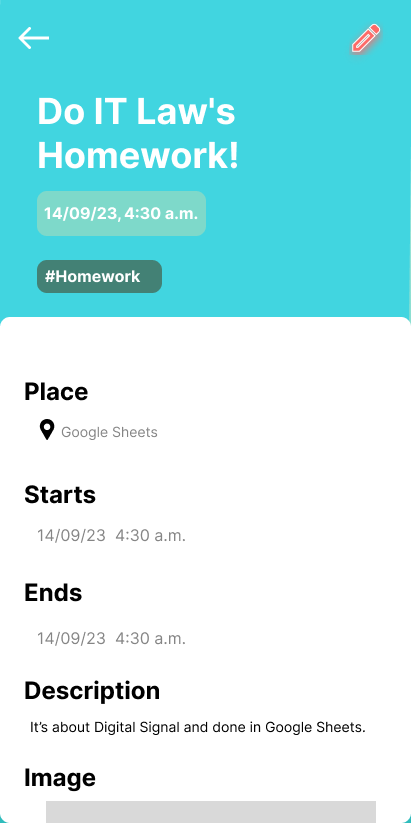 Do IT Law's
Homework!
14/09/23, 4:30 a.m.
#Homework
Place
Google Sheets
Starts
14/09/23  4:30 a.m.
Ends
14/09/23  4:30 a.m.
Description
It’s about Digital Signal and done in Google Sheets.
Image